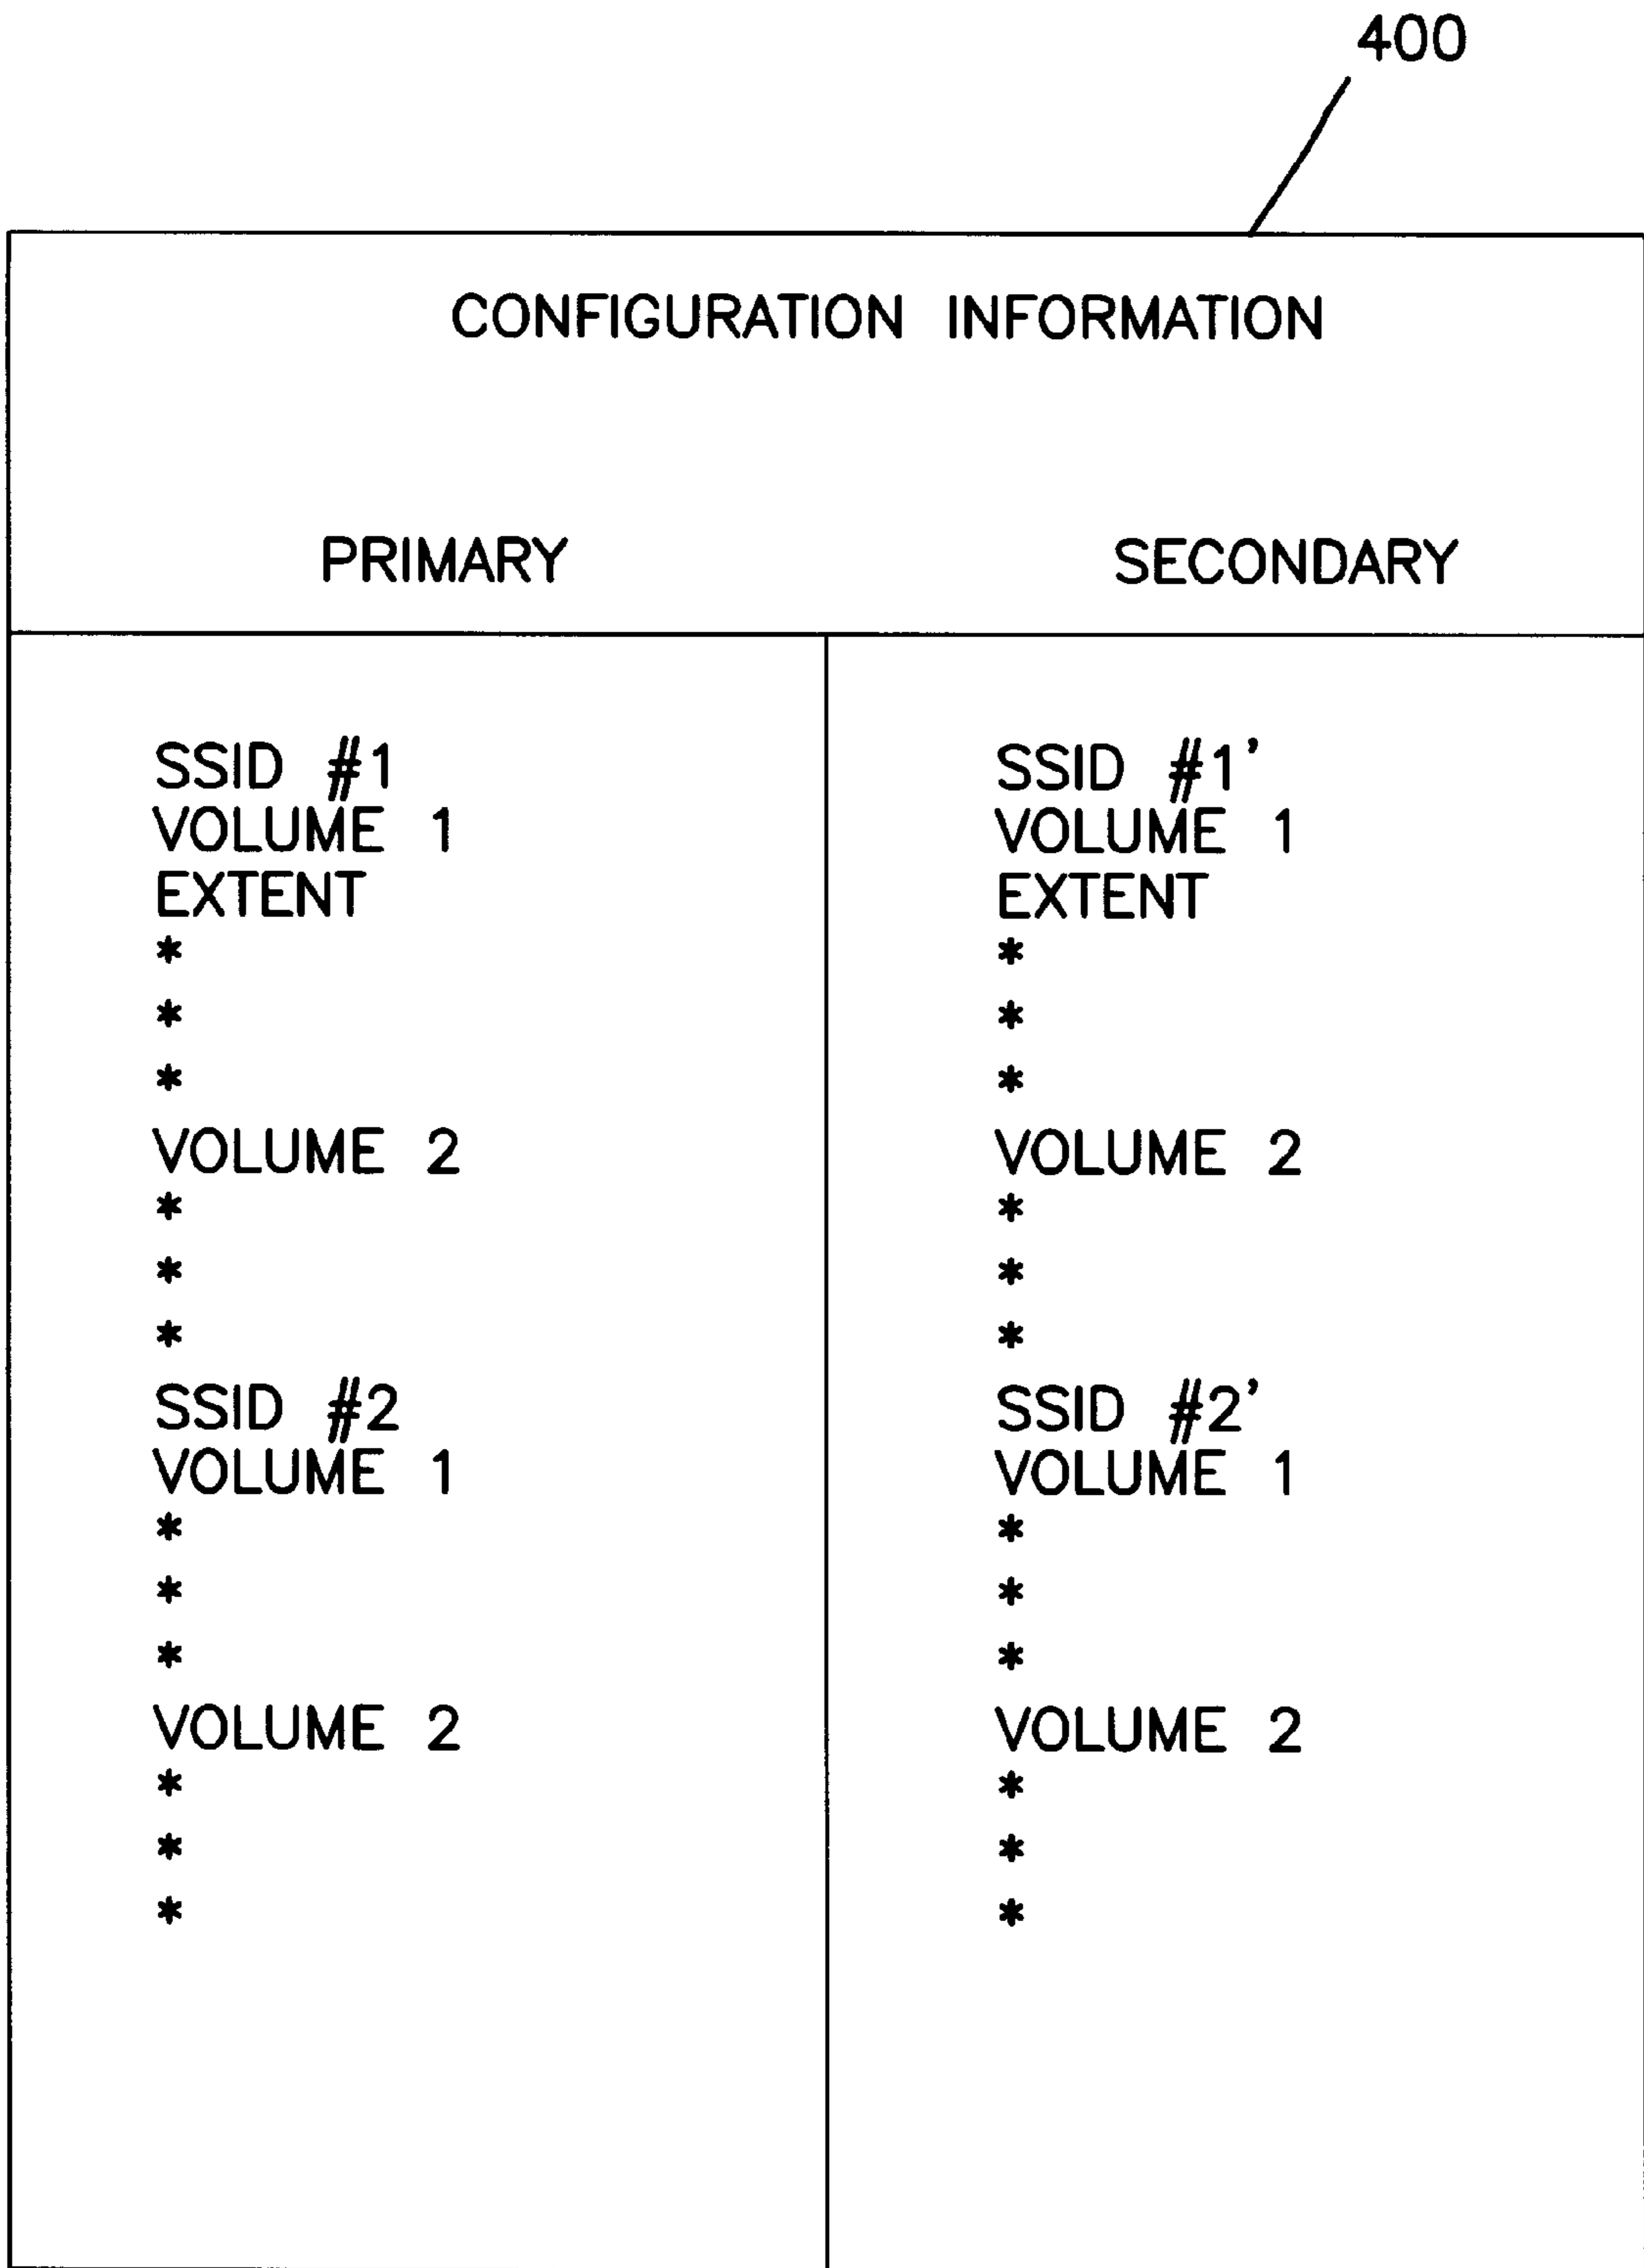 400
CONFIGURATION INFORMATION
PRIMARY SECONDARY
SSID #1 SSID #1'
VOLUME 1 VOLUME 1
EXTENT EXTENT
* *
* *
* *
VOLUME 2 VOLUME 2
* *
* *
* *
SSID #2 SSID #2'
VOLUME 1 VOLUME 1
* *
* *
* *
VOLUME 2 VOLUME 2
* *
* *
* *